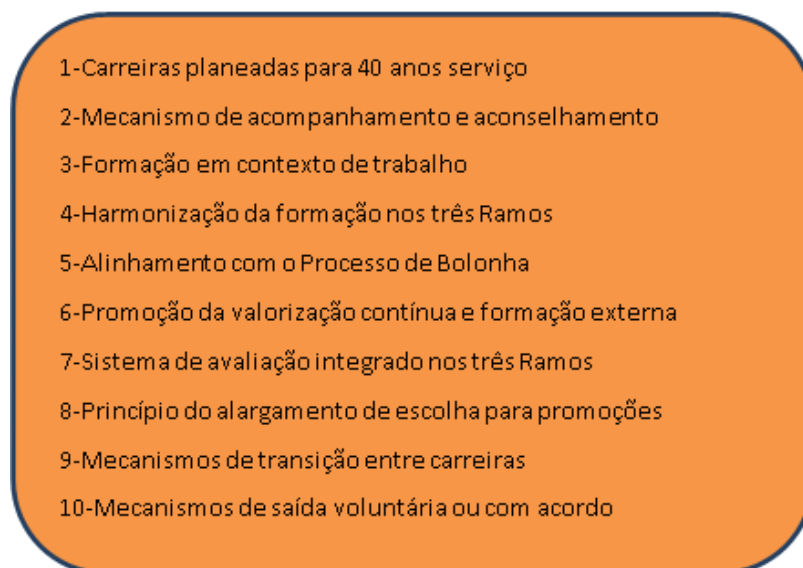 1-Carreiras planeadas para 40 anos serviço
2-Mecanismo de acompanhamento e aconselhamento
3-Formação em contexto de trabalho
4-Harmonização da formação nos três Ramos
5-Alinhamento com o Processo de Bolonha
6-Promoção da valorização contínua e formação externa
7-Sistema de avaliação integrado nos três Ramos
8-Princípio do alargamento de escolha para promoções
9-Mecanismos de transição entre carreiras
10-Mecanismos de saída voluntária ou com acordo